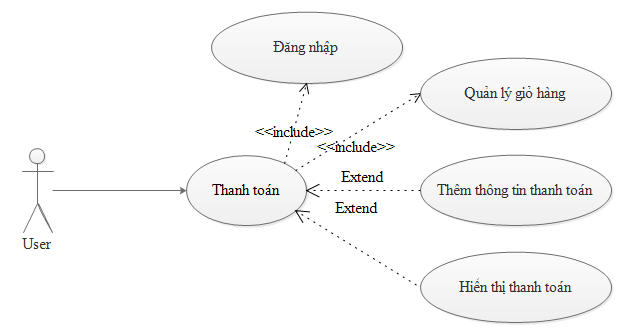 Đăng nhập
Quản lý giỏ hàng
<<include>>
<<include>>
Thanh toán
Extend
Thêm thông tin thanh toán
Extend
User
Hiển thị thanh toán